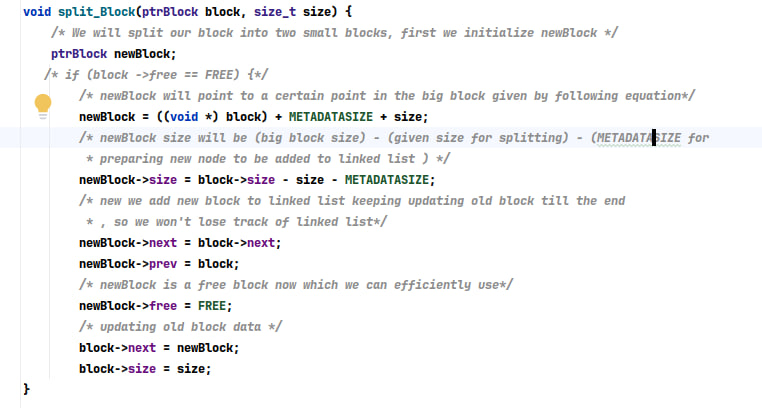 void split_Block(ptrBlock block, size_t size) {
/* We will split our block into two small blocks, first we initialize newBlock */
ptrBlock newBlock;
/* if (block ->free == FREE) {*/
/* newBlock will point to a certain point in the big block given by following equation*/
newBlock = ((void *) block) + METADATASIZE + size;
/* newBlock size will be (big block size) - (given size for splitting) - (METADATASIZE for
* preparing new node to be added to linked list ) */
newBlock->size = block->size - size - METADATASIZE;
/* new we add new block to linked list keeping updating old block till the end
* , so we won't lose track of linked list*/
newBlock->next = block->next;
newBlock->prev = block;
/* newBlock is a free block now which we can efficiently use*/
newBlock->free = FREE;
/* updating old block data */
block->next = newBlock;
block->size = size;
}